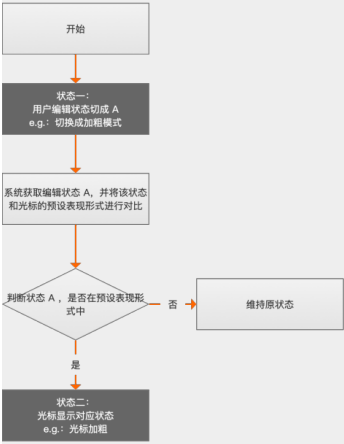 开始
状态一：
用户编辑状态切成 A
e.g.：切换成加粗模式
系统获取编辑状态 A，并将该状态
和光标的预设表现形式进行对比
判断状态 A ，是否在预设表现形
式中
否
维持原状态
是
状态二：
光标显示对应状态
e.g.：光标加粗